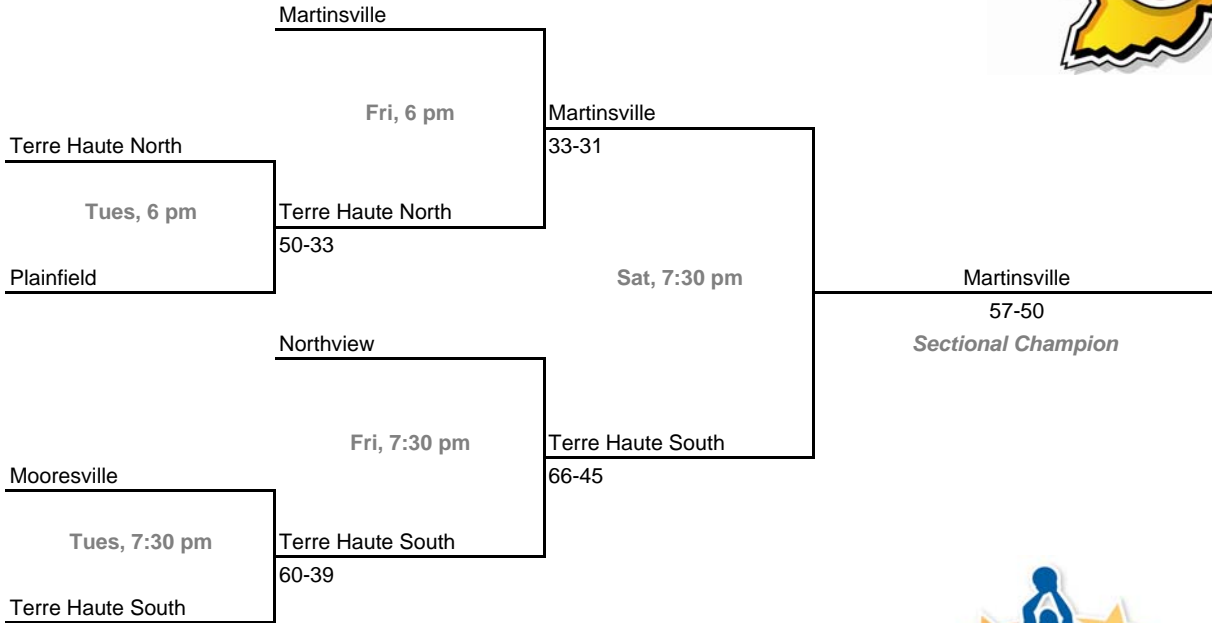 Martinsville
Fri, 6 pm
Martinsville
Terre Haute North
33-31
Tues, 6 pm
Terre Haute North
50-33
Plainfield
Sat, 7:30 pm
Martinsville
57-50
Northview
Sectional Champion
Fri, 7:30 pm
Terre Haute South
Mooresville
66-45
Tues, 7:30 pm
Terre Haute South
60-39
Terre Haute South